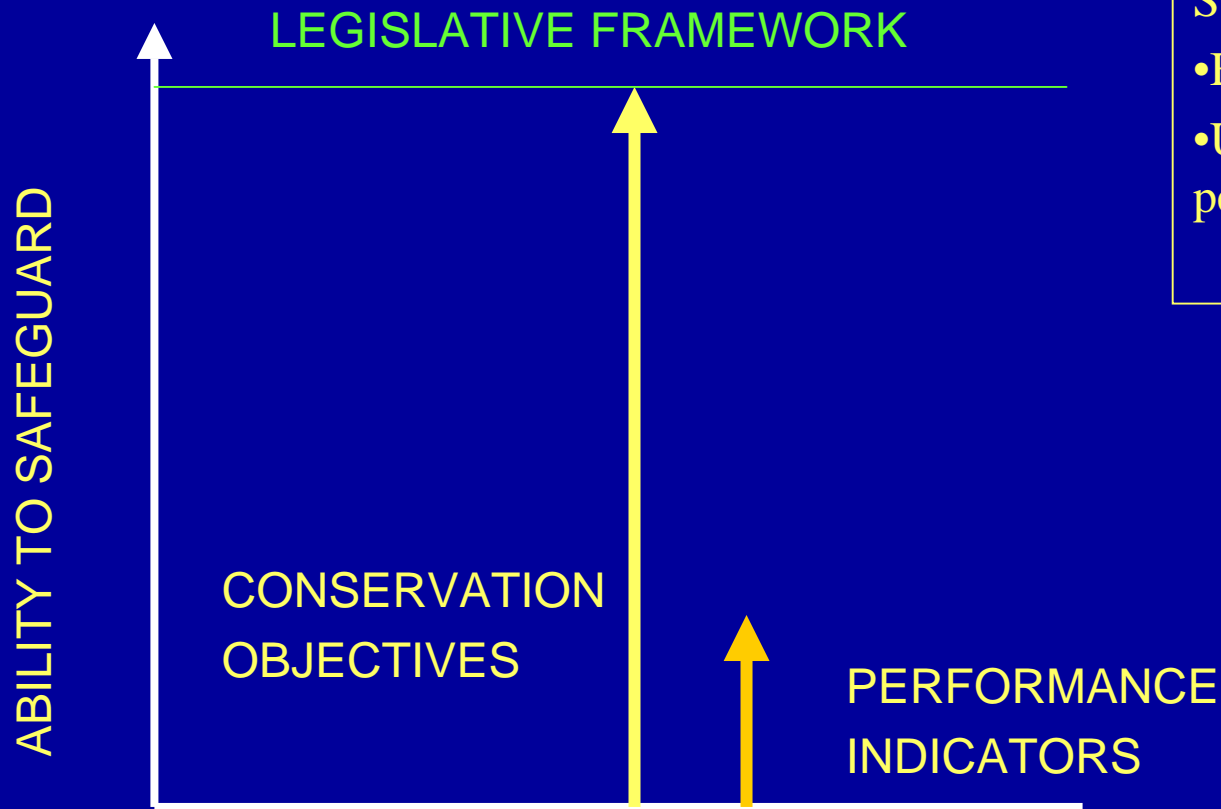 LEGISLATIVE FRAMEWORK
ABILITY TO SAFEGUARD
CONSERVATION
OBJECTIVES
PERFORMANCE
INDICATORS